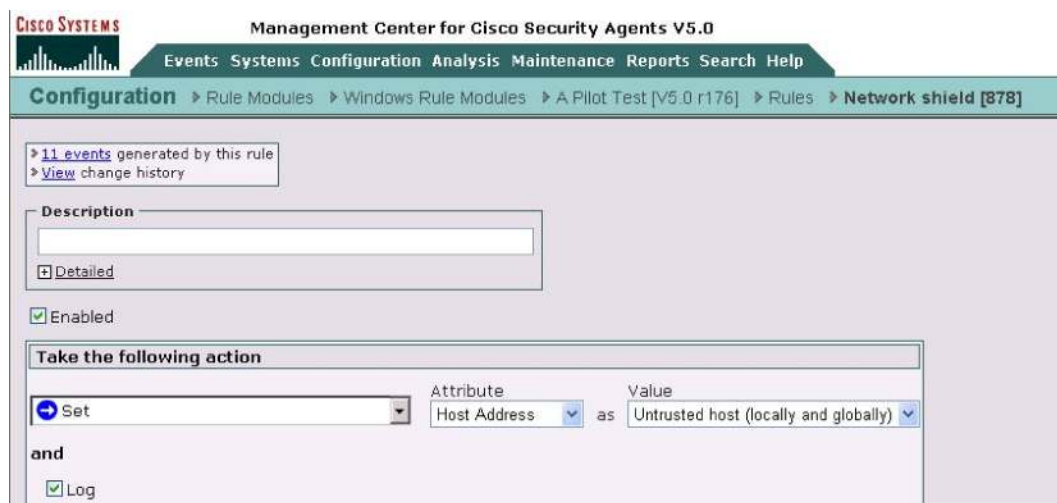 CISCO SYSTEMS
Management Center for Cisco Security Agents V5.0
Events Systems Configuration Analysis Maintenance Reports Search Help
Configuration Rule Modules Windows Rule Modules A Pilot Test [V5.0 r176] Rules Network shield [878]
11 events generated by this rule
View change history
Description
Detailed
Enabled
Take the following action
Attribute Value
Set Host Address as Untrusted host (locally and globally)
and
Log